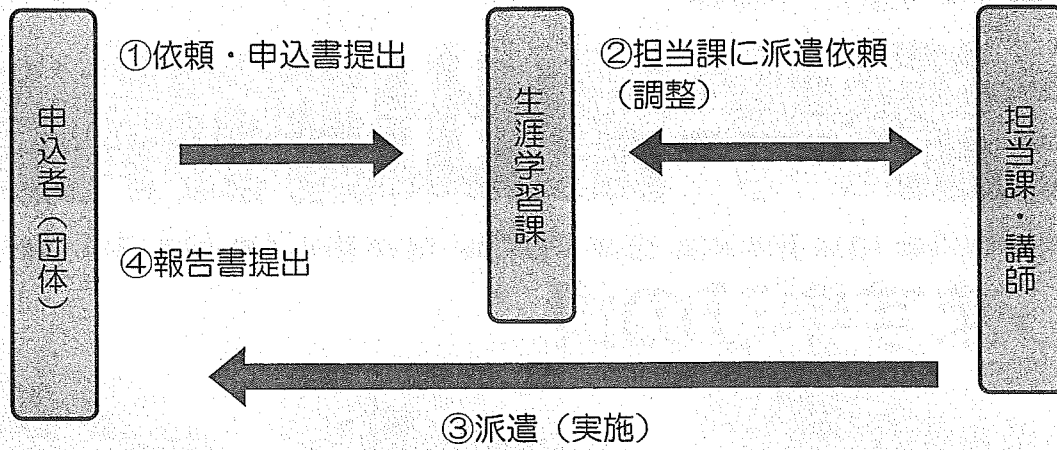 申込者（団体）
①依頼・申込書提出
④報告書提出
生涯学習課
②担当課に派遣依頼
（調整）
担当課・講師
③派遣（実施）